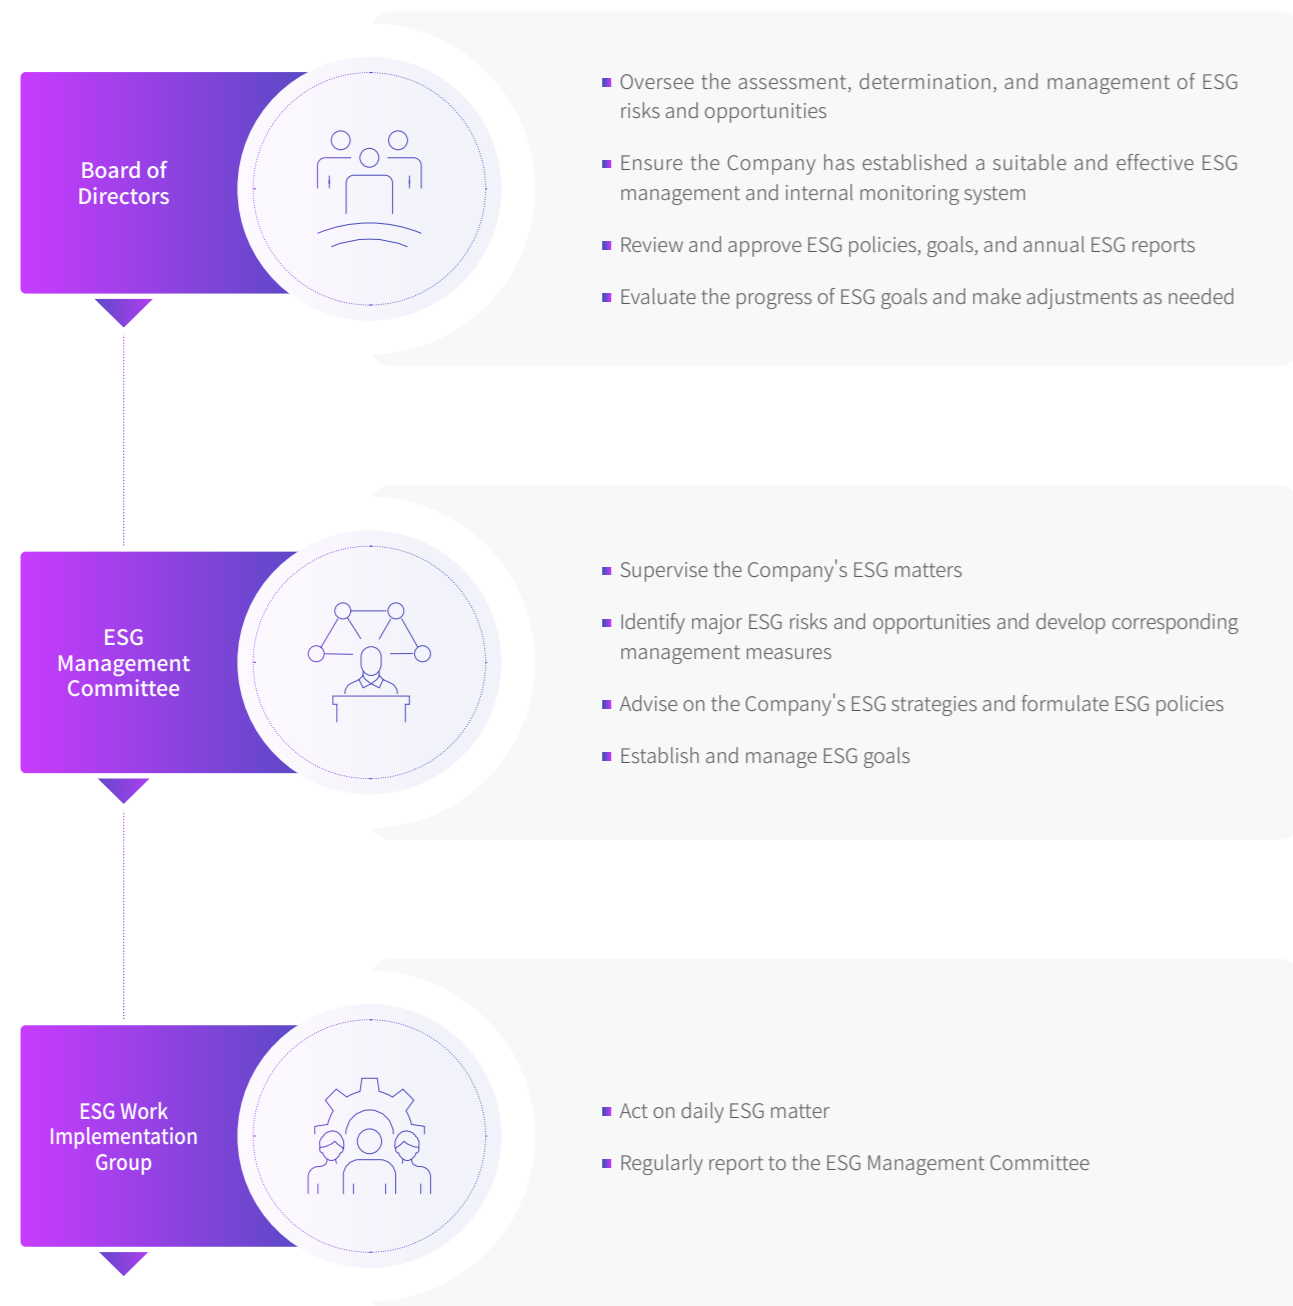 Board of
Directors
Oversee the assessment, determination, and management of ESG
risks and opportunities
Ensure the Company has established a suitable and effective ESG
management and internal monitoring system
Review and approve ESG policies, goals, and annual ESG reports
Evaluate the progress of ESG goals and make adjustments as needed
ESG
Management
Committee
Supervise the Company's ESG matters
Identify major ESG risks and opportunities and develop corresponding
management measures
Advise on the Company's ESG strategies and formulate ESG policies
Establish and manage ESG goals
ESG Work
Implementation
Group
Act on daily ESG matter
Regularly report to the ESG Management Committee